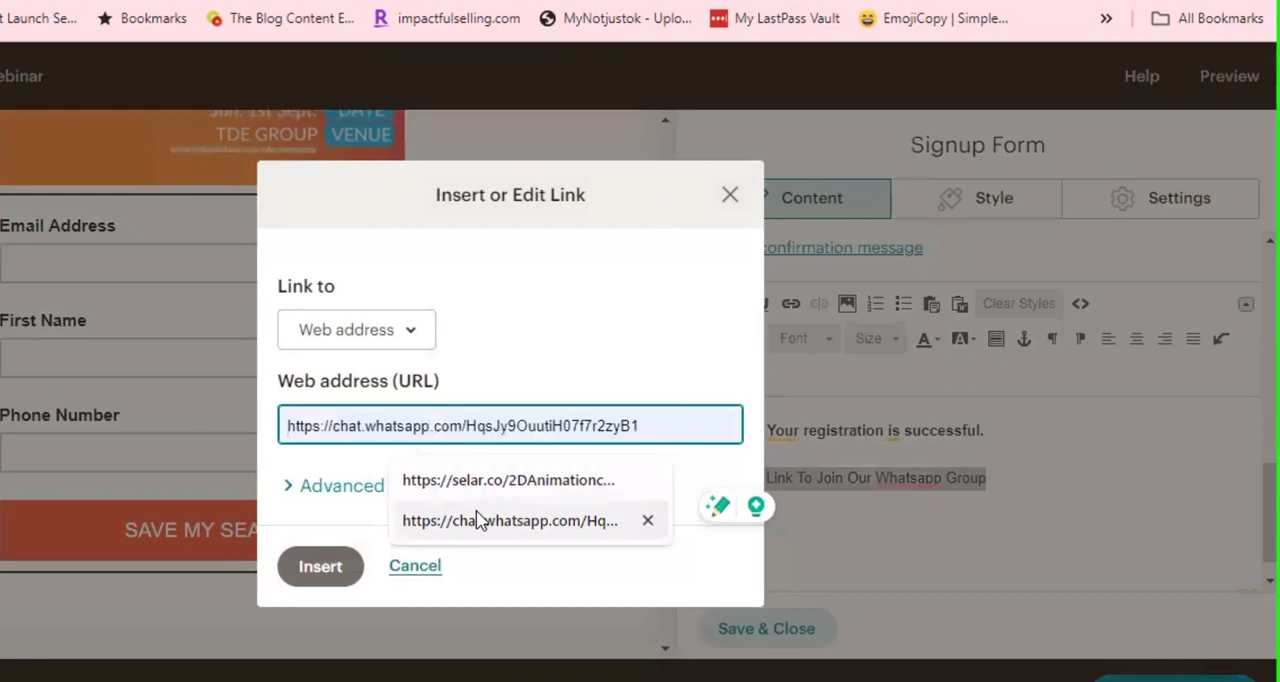 t Launch Se... Bookmarks The Blog Content E... impactfulselling.com MyNotjustok - Uplo... My LastPass Vault EmojiCopy | Simple... » All Bookmarks
ebinar Help Preview
Jun. 1st Sept. DATE
TDE GROUP VENUE
Signup Form
Insert or Edit Link
Content Style Settings
Email Address
confirmation message
Link to
Clear Styles
Web address
First Name
Font Size
Web address (URL)
https://chat.whatsapp.com/HqsJy9OuutiH07f7r2zyB1
Phone Number
Your registration is successful.
Advanced
https://selar.co/2DAnimationc...
Link To Join Our Whatsapp Group
https://cha whatsapp.com/Hq...
SAVE MY SEA
Insert Cancel
Save & Close